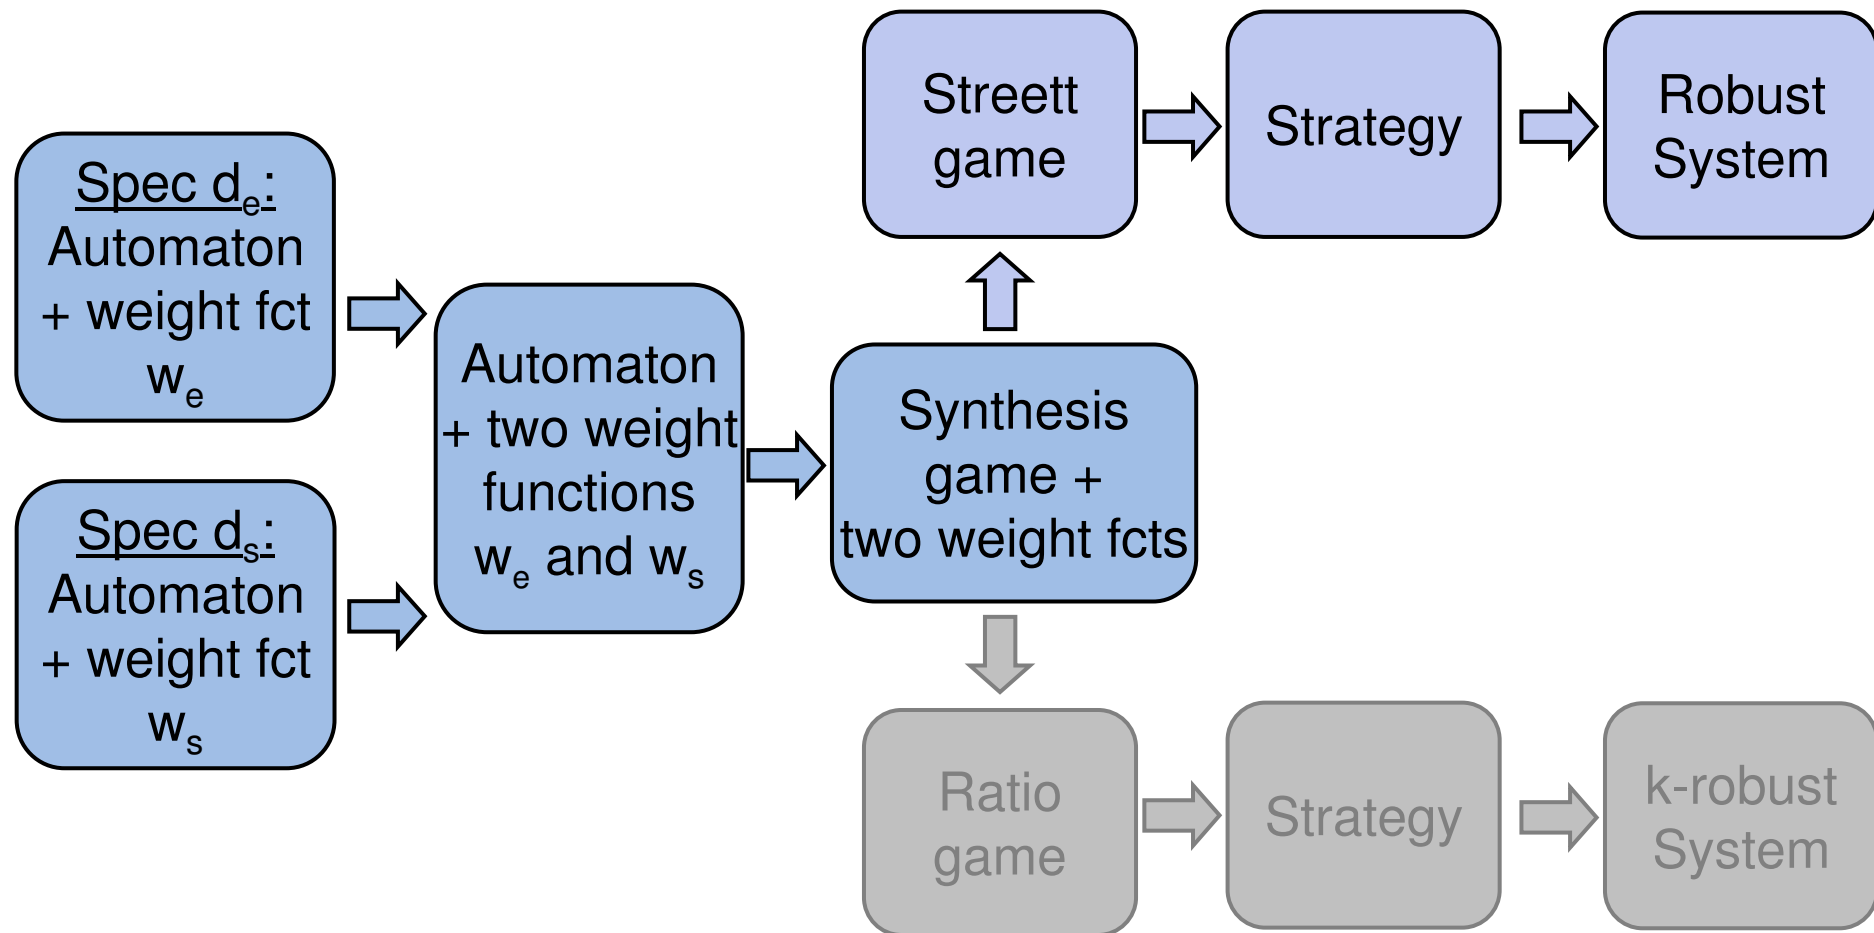 Spec dₑ:
Automaton
+ weight fct
wₑ
Spec dₛ:
Automaton
+ weight fct
wₛ
Automaton
+ two weight
functions
wₑ and wₛ
Synthesis
game +
two weight fcts
Streett
game
Strategy
Robust
System
Ratio
game
Strategy
k-robust
System